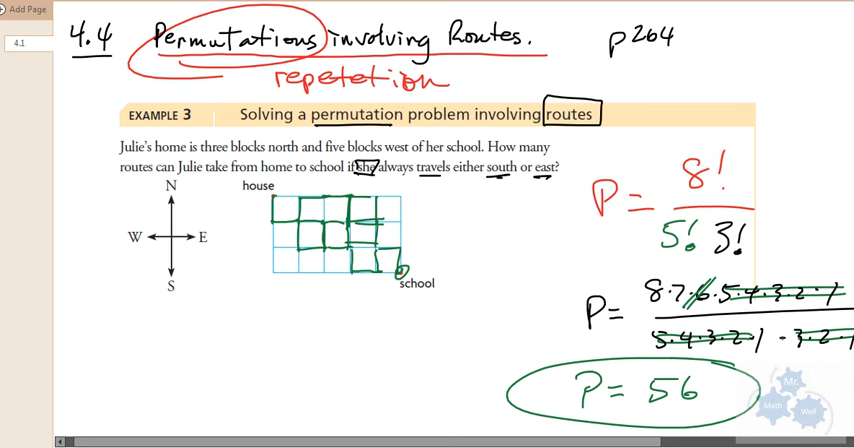 Add Page
4.1
4.4 Permutations involving Routes. p264
repetetion
EXAMPLE 3 Solving a permutation problem involving routes
Julie's home is three blocks north and five blocks west of her school. How many
routes can Julie take from home to school if she always travels either south or east?
N
W E
S
house
school
P = 8!
5! 3!
P = 8·7·6·5·4·3·2·1
5·4·3·2·1 · 3·2·1
P = 56
Mr.
Math
Well